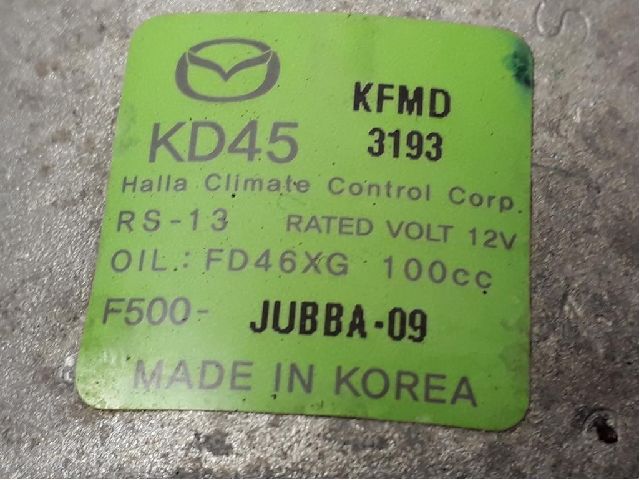 KFMD
KD45 3193
Halla Climate Control Corp.
RS-13 RATED VOLT 12V
OIL: FD46XG 100cc
F500- JUBBA-09
MADE IN KOREA
S